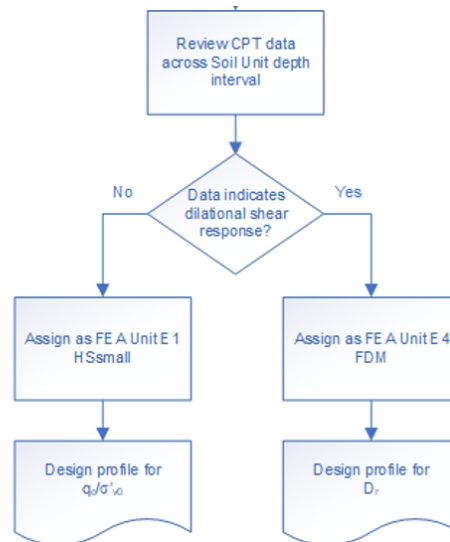 Review CPT data
across Soil Unit depth
interval
No
Yes
Data indicates
dilational shear
response?
Assign as FE A Unit E 1
HSsmall
Assign as FE A Unit E 4
FDM
Design profile for
qc/σ'v0
Design profile for
Dr